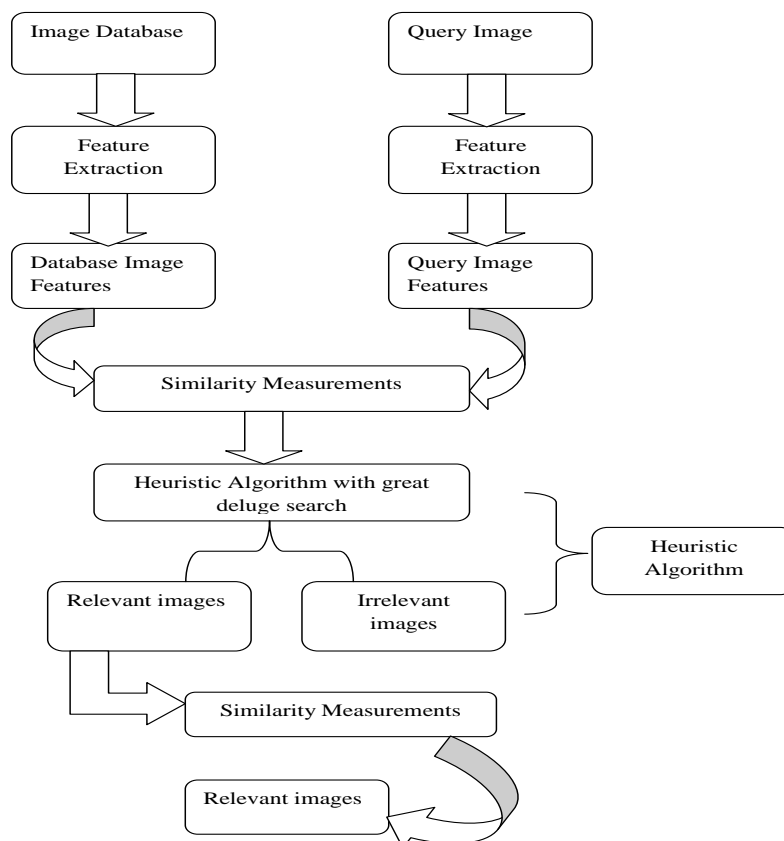 Image Database
Query Image
Feature
Extraction
Feature
Extraction
Database Image
Features
Query Image
Features
Similarity Measurements
Heuristic Algorithm with great
deluge search
Heuristic
Algorithm
Relevant images
Irrelevant
images
Similarity Measurements
Relevant images